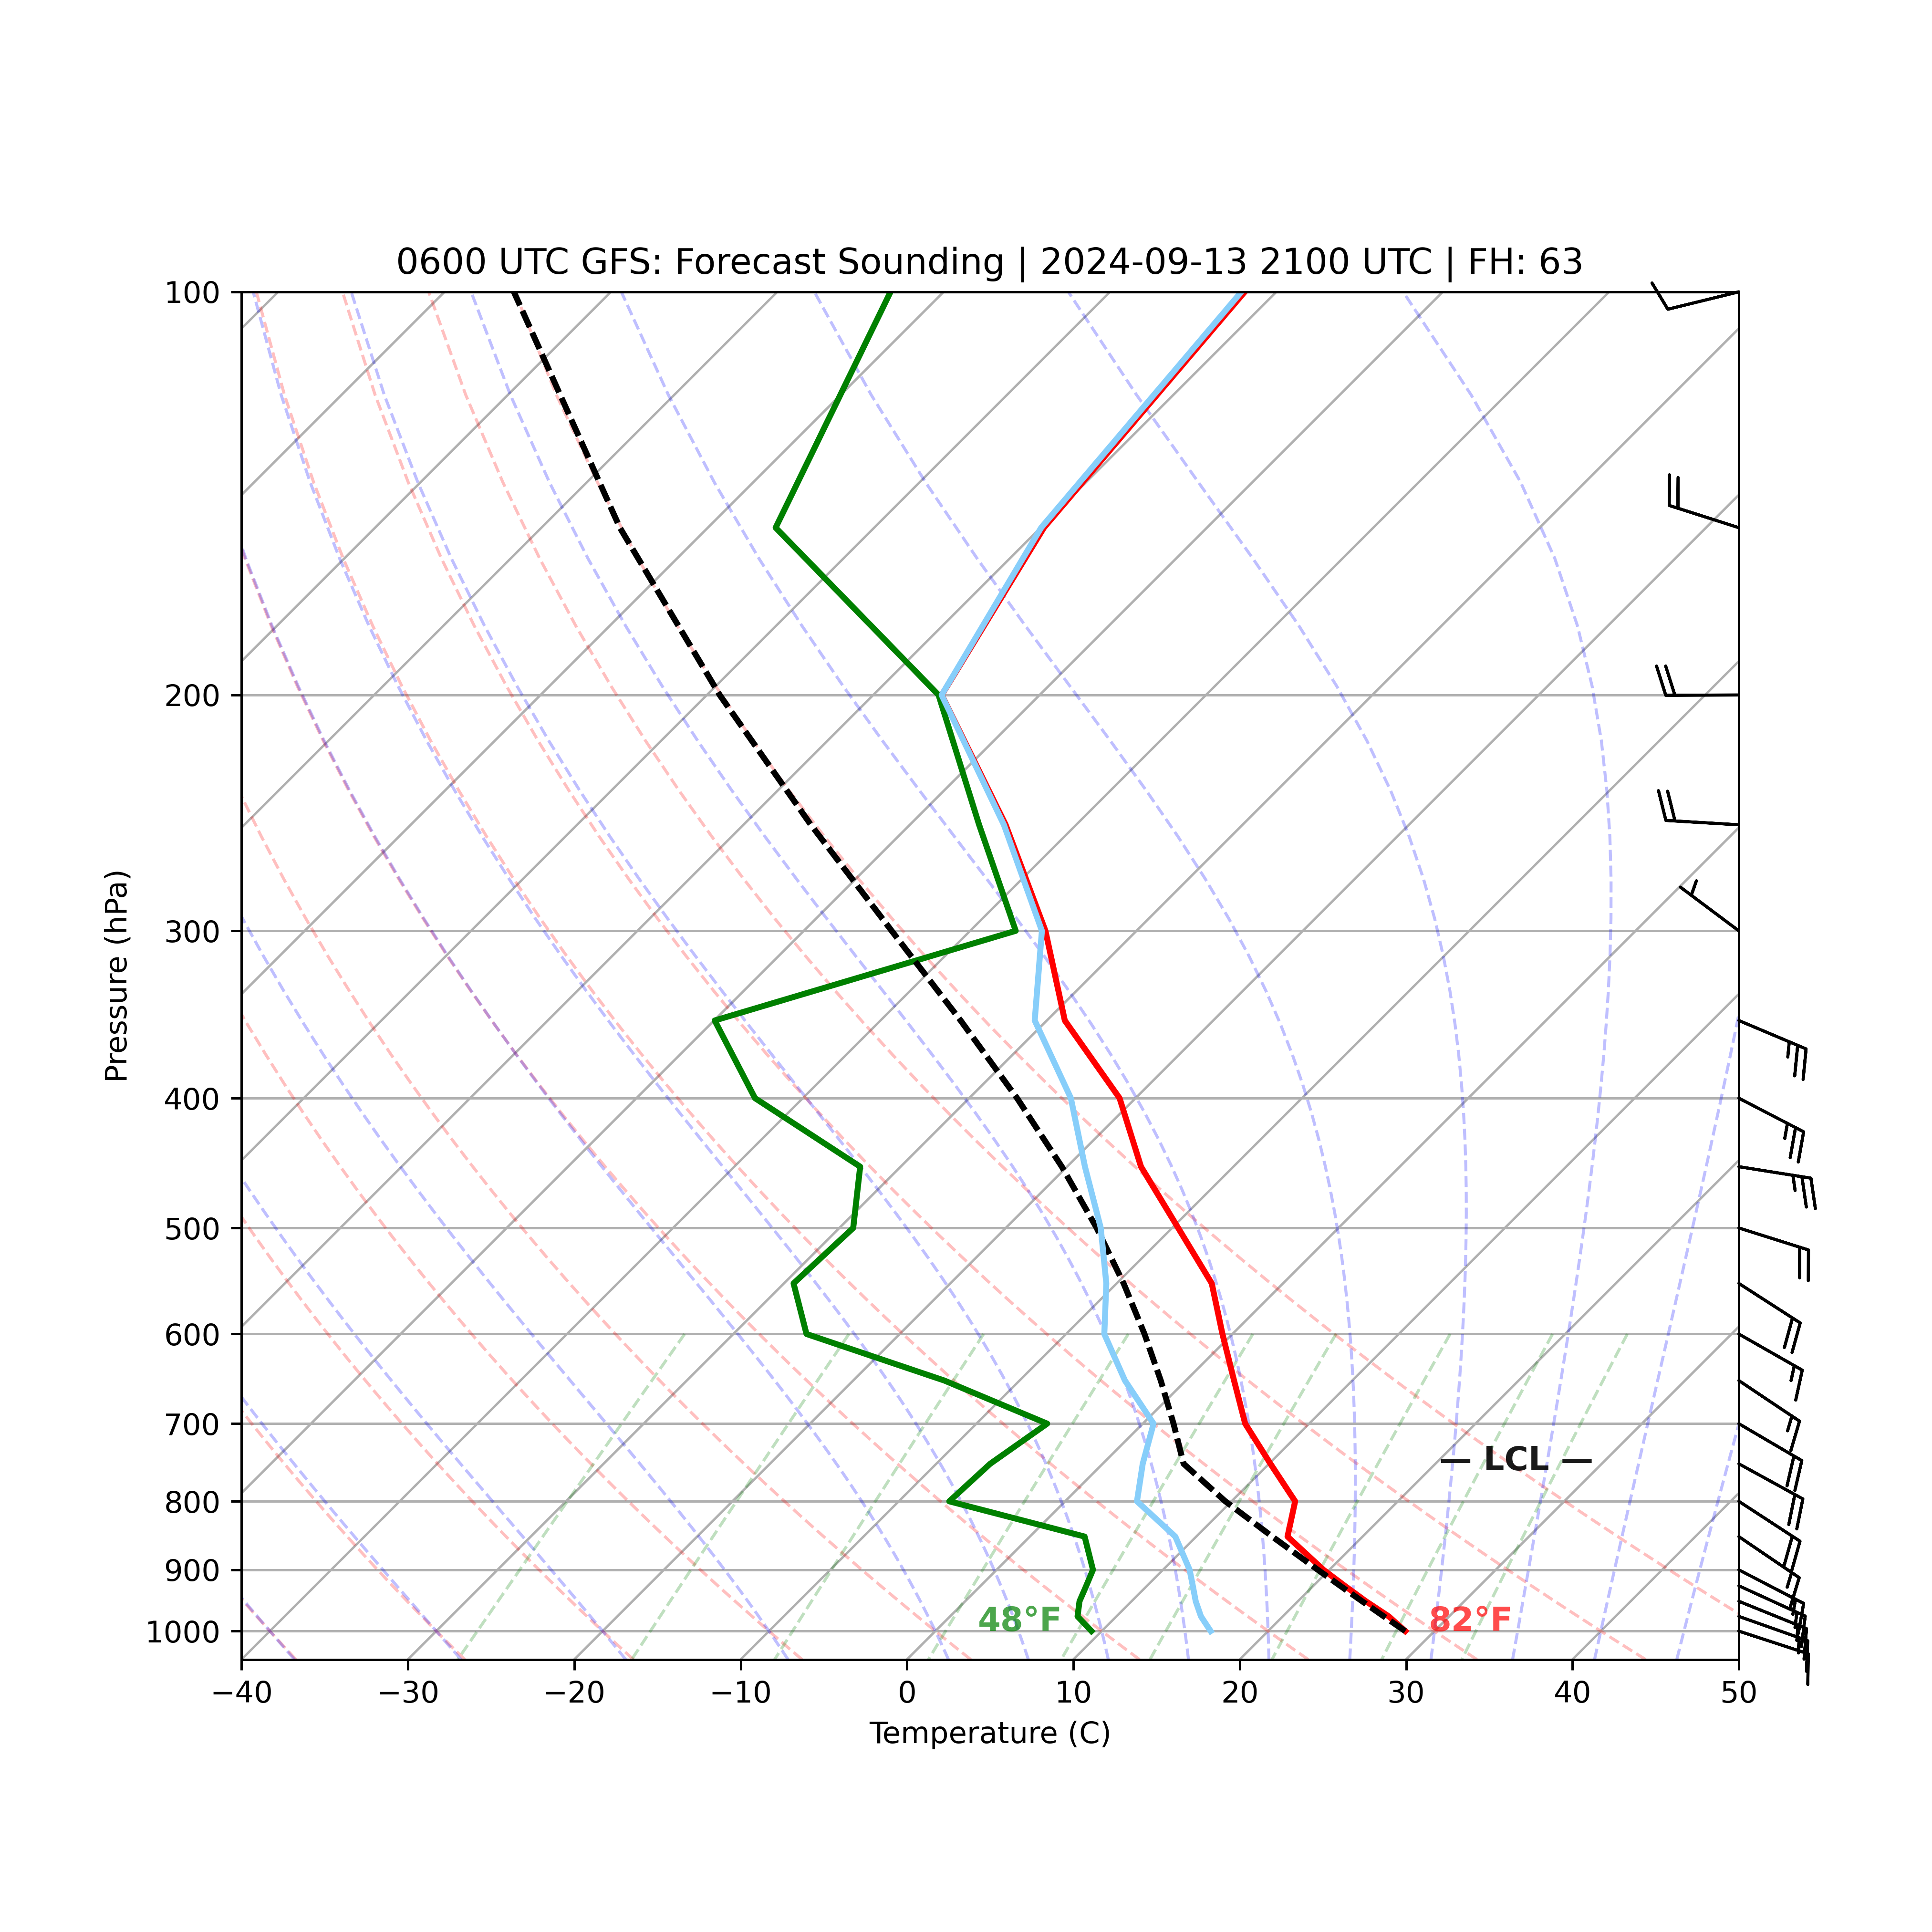 0600 UTC GFS: Forecast Sounding | 2024-09-13 2100 UTC | FH: 63
100
200
300
400
500
600
700
800
900
1000
Pressure (hPa)
— LCL —
48°F
82°F
−40 −30 −20 −10 0 10 20 30 40 50
Temperature (C)